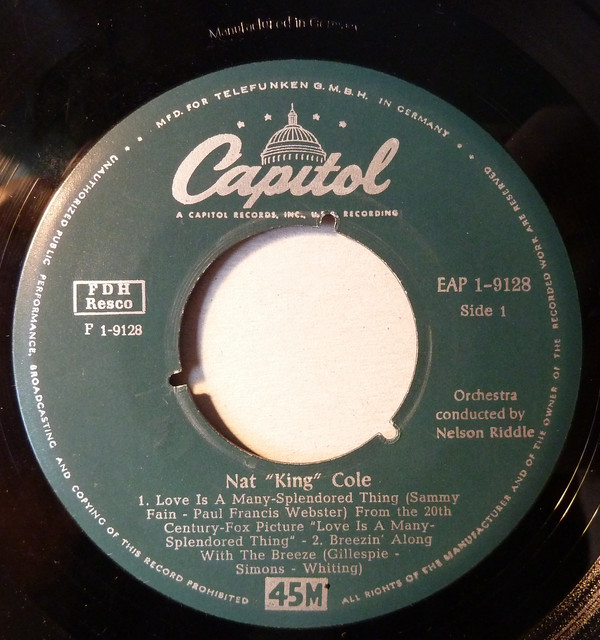 Manufactured in Germany
MFD. FOR TELEFUNKEN G.M.B.H. IN GERMANY
Capitol
A CAPITOL RECORDS, INC., U.S. RECORDING
FDH
Resco
F 1-9128
EAP 1-9128
Side 1
Orchestra
conducted by
Nelson Riddle
Nat "King" Cole
1. Love Is A Many-Splendored Thing (Sammy
Fain - Paul Francis Webster) From the 20th
Century-Fox Picture "Love Is A Many-
Splendored Thing" - 2. Breezin' Along
With The Breeze (Gillespie -
Simons - Whiting)
45M
UNAUTHORIZED PUBLIC PERFORMANCE, BROADCASTING AND COPYING OF THIS RECORD PROHIBITED
ALL RIGHTS OF THE MANUFACTURER AND OF THE OWNER OF THE RECORDED WORK ARE RESERVED